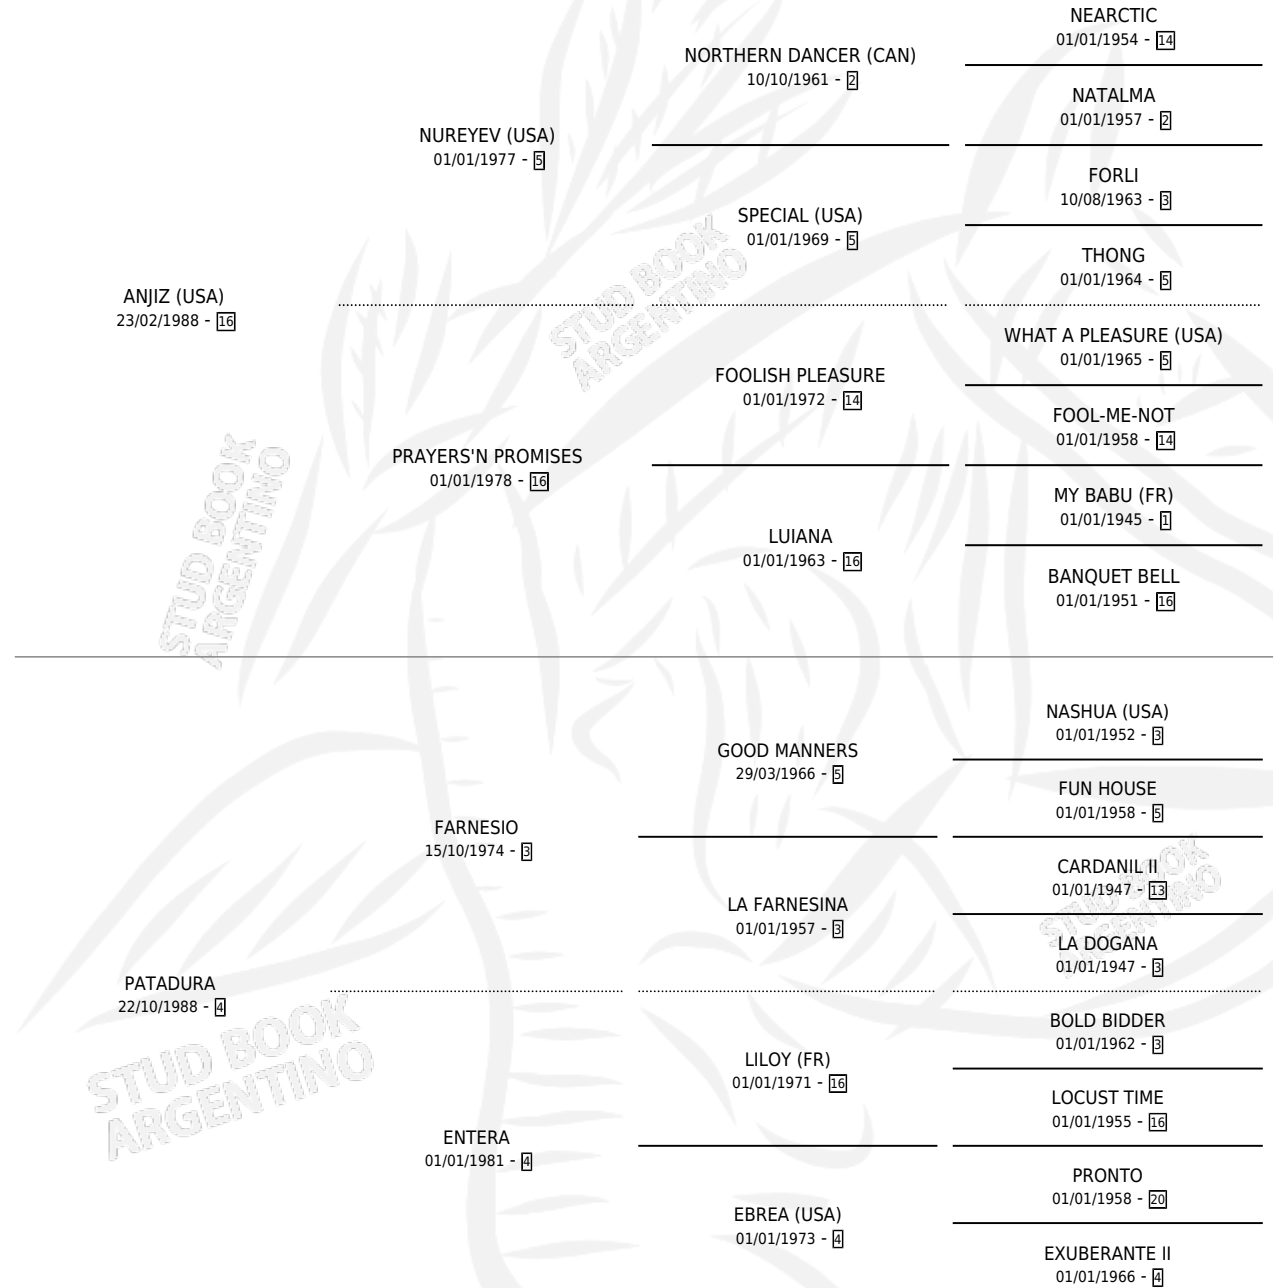 NEARCTIC
01/01/1954 - 14
NORTHERN DANCER (CAN)
10/10/1961 - 2
NATALMA
01/01/1957 - 2
NUREYEV (USA)
01/01/1977 - 5
FORLI
10/08/1963 - 3
SPECIAL (USA)
01/01/1969 - 5
THONG
01/01/1964 - 5
ANJIZ (USA)
23/02/1988 - 16
STUD BOOK
ARGENTINO
WHAT A PLEASURE (USA)
01/01/1965 - 5
FOOLISH PLEASURE
01/01/1972 - 14
FOOL-ME-NOT
01/01/1958 - 14
PRAYERS'N PROMISES
01/01/1978 - 16
MY BABU (FR)
01/01/1945 - 1
LUIANA
01/01/1963 - 16
BANQUET BELL
01/01/1951 - 16
STUD BOOK
ARGENTINO
NASHUA (USA)
01/01/1952 - 3
GOOD MANNERS
29/03/1966 - 5
FUN HOUSE
01/01/1958 - 5
FARNESIO
15/10/1974 - 3
CARDANIL II
01/01/1947 - 13
LA FARNESINA
01/01/1957 - 3
LA DOGANA
01/01/1947 - 3
STUD BOOK
ARGENTINO
PATADURA
22/10/1988 - 4
BOLD BIDDER
01/01/1962 - 3
LILOY (FR)
01/01/1971 - 16
LOCUST TIME
01/01/1955 - 16
STUD BOOK
ARGENTINO
ENTERA
01/01/1981 - 4
PRONTO
01/01/1958 - 20
EBREA (USA)
01/01/1973 - 4
EXUBERANTE II
01/01/1966 - 4